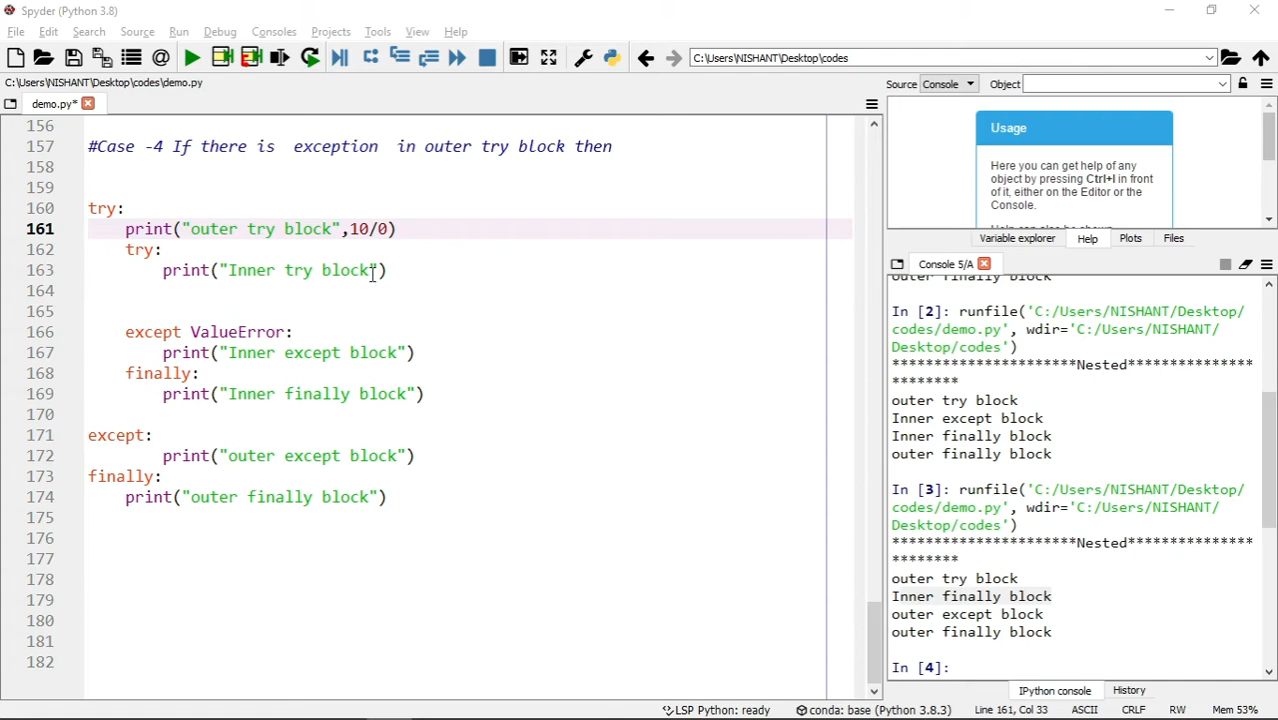 Spyder (Python 3.8)
File Edit Search Source Run Debug Consoles Projects Tools View Help
C:\Users\NISHANT\Desktop\codes
C:\Users\NISHANT\Desktop\codes\demo.py
demo.py*
156
157 #Case -4 If there is  exception  in outer try block then
158
159
160 try:
161     print("outer try block",10/0)
162     try:
163         print("Inner try block")
164
165
166     except ValueError:
167         print("Inner except block")
168     finally:
169         print("Inner finally block")
170
171 except:
172         print("outer except block")
173 finally:
174     print("outer finally block")
175
176
177
178
179
180
181
182
Source Console Object
Usage
Here you can get help of any
object by pressing Ctrl+I in front
of it, either on the Editor or the
Console.
Variable explorer Help Plots Files
Console 5/A
outer finally block
In [2]: runfile('C:/Users/NISHANT/Desktop/
codes/demo.py', wdir='C:/Users/NISHANT/
Desktop/codes')
**********************Nested***************
********
outer try block
Inner except block
Inner finally block
outer finally block
In [3]: runfile('C:/Users/NISHANT/Desktop/
codes/demo.py', wdir='C:/Users/NISHANT/
Desktop/codes')
**********************Nested***************
********
outer try block
Inner finally block
outer except block
outer finally block
In [4]:
IPython console History
LSP Python: ready conda: base (Python 3.8.3) Line 161, Col 33 ASCII CRLF RW Mem 53%